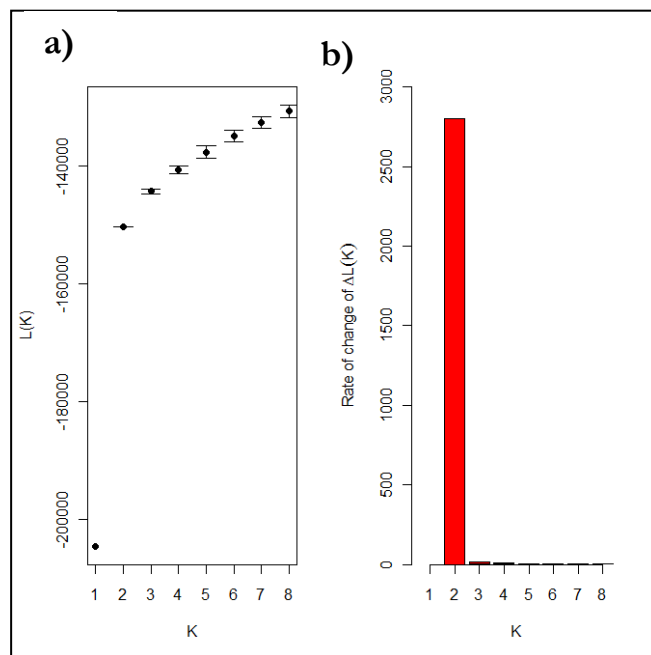 a)
L(K)
-140000
-160000
-180000
-200000
1 2 3 4 5 6 7 8
K
b)
Rate of change of ΔL(K)
3000
2500
2000
1500
1000
500
0
1 2 3 4 5 6 7 8
K